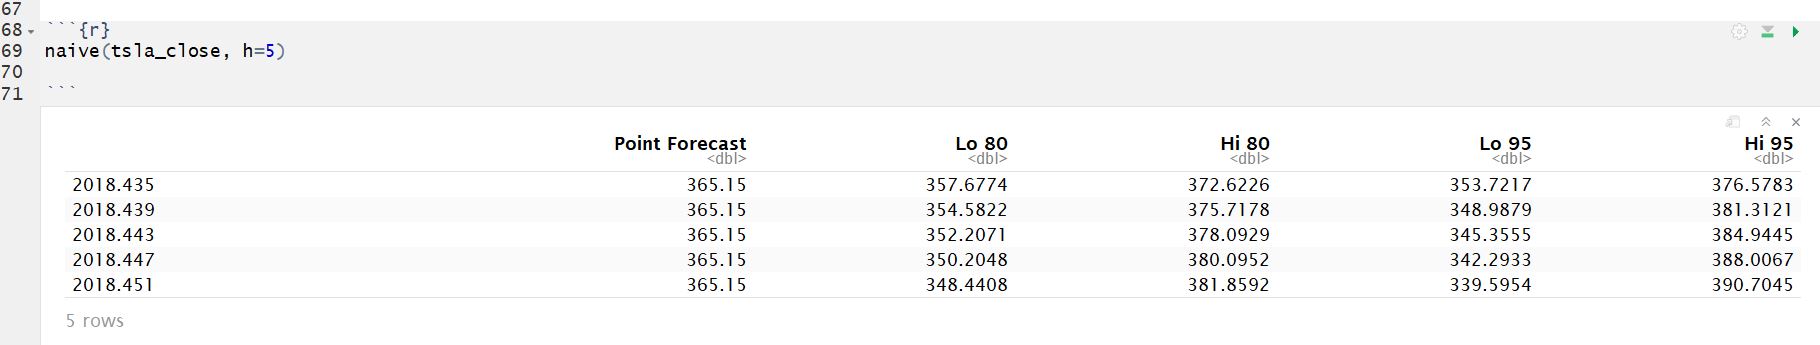 67
68 ```{r}
69 naive(tsla_close, h=5)
70
71 ```
Point Forecast Lo 80 Hi 80 Lo 95 Hi 95
<dbl> <dbl> <dbl> <dbl> <dbl>
2018.435 365.15 357.6774 372.6226 353.7217 376.5783
2018.439 365.15 354.5822 375.7178 348.9879 381.3121
2018.443 365.15 352.2071 378.0929 345.3555 384.9445
2018.447 365.15 350.2048 380.0952 342.2933 388.0067
2018.451 365.15 348.4408 381.8592 339.5954 390.7045
5 rows